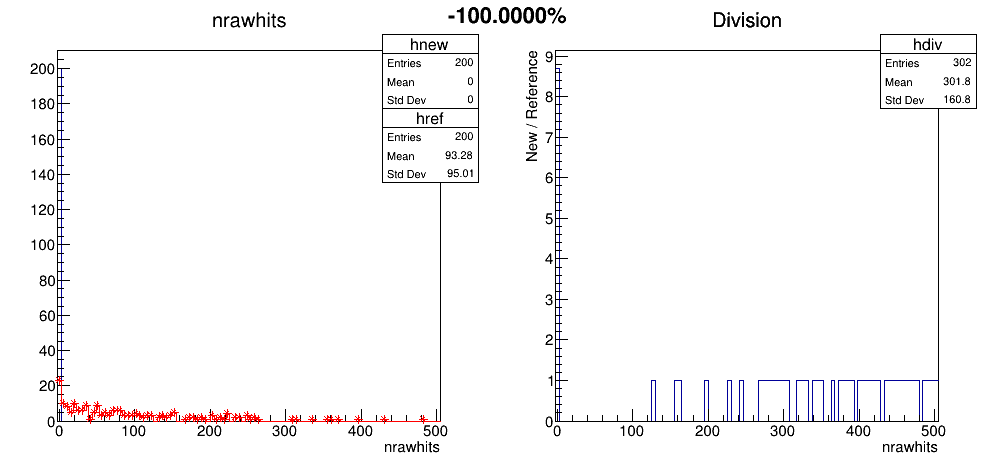 -100.0000%
nrawhits
hnew
Entries 200
Mean 0
Std Dev 0
href
Entries 200
Mean 93.28
Std Dev 95.01
200
180
160
140
120
100
80
60
40
20
0
0 100 200 300 400 500
nrawhits
Division
hdiv
Entries 302
Mean 301.8
Std Dev 160.8
New / Reference
9
8
7
6
5
4
3
2
1
0
0 100 200 300 400 500
nrawhits